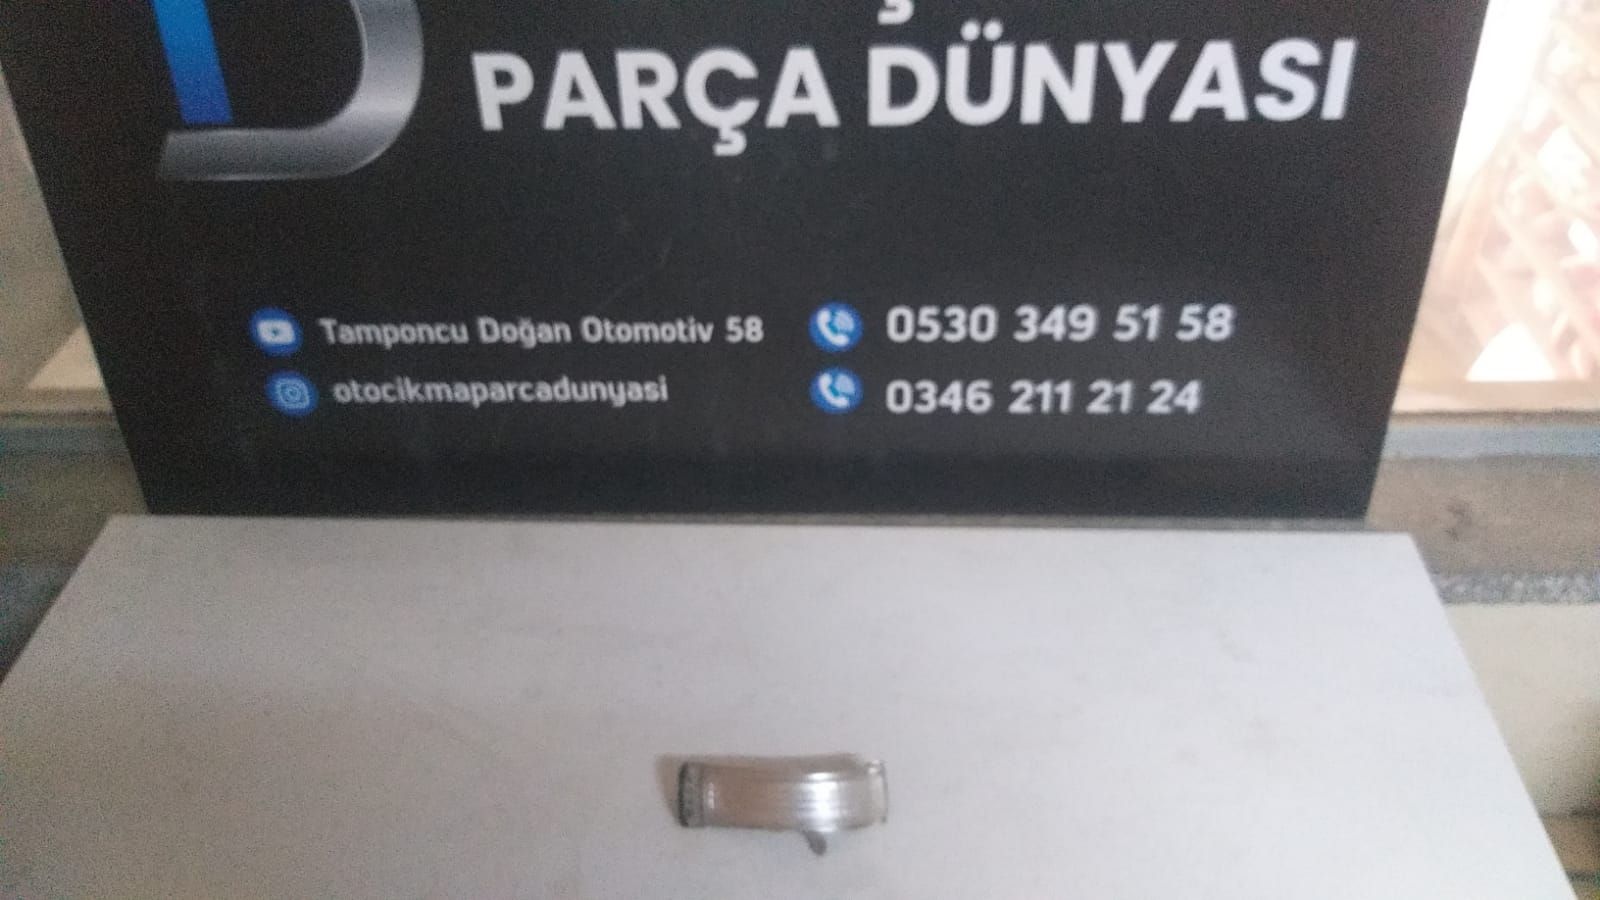 PARÇA DÜNYASI
Tamponcu Doğan Otomotiv 58
otocikmaparcadunyasi
0530 349 51 58
0346 211 21 24